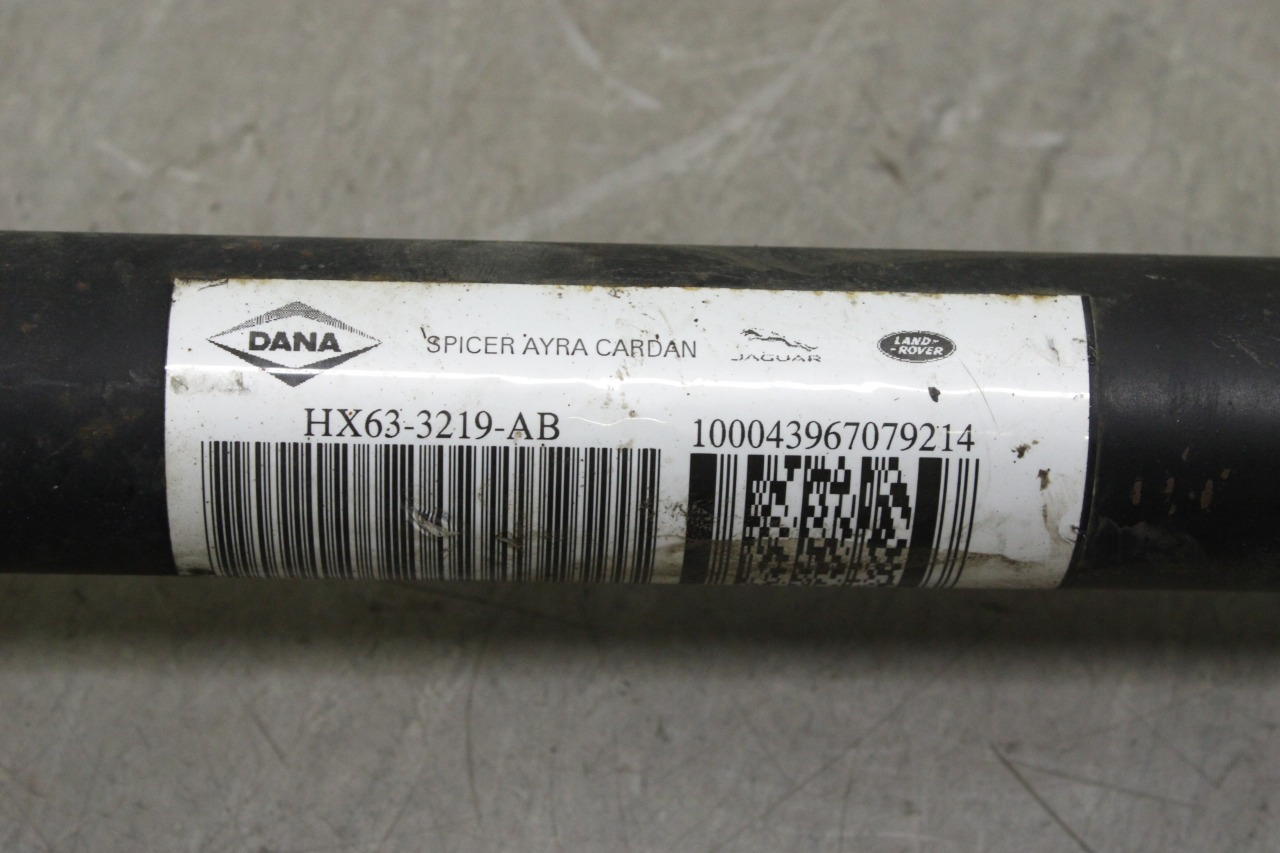 DANA
SPICER AYRA CARDAN
JAGUAR
LAND-
-ROVER
HX63-3219-AB
100043967079214